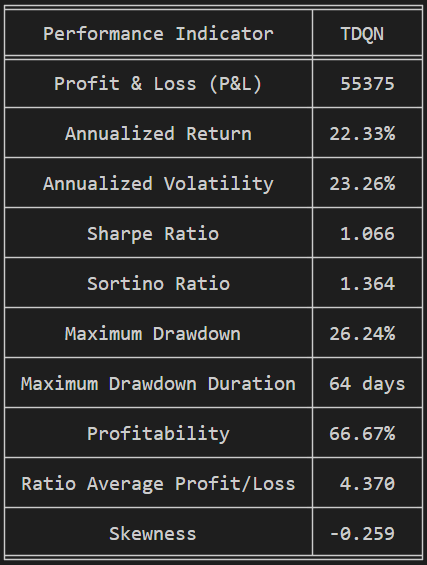 Performance Indicator TDQN
Profit & Loss (P&L) 55375
Annualized Return 22.33%
Annualized Volatility 23.26%
Sharpe Ratio 1.066
Sortino Ratio 1.364
Maximum Drawdown 26.24%
Maximum Drawdown Duration 64 days
Profitability 66.67%
Ratio Average Profit/Loss 4.370
Skewness -0.259